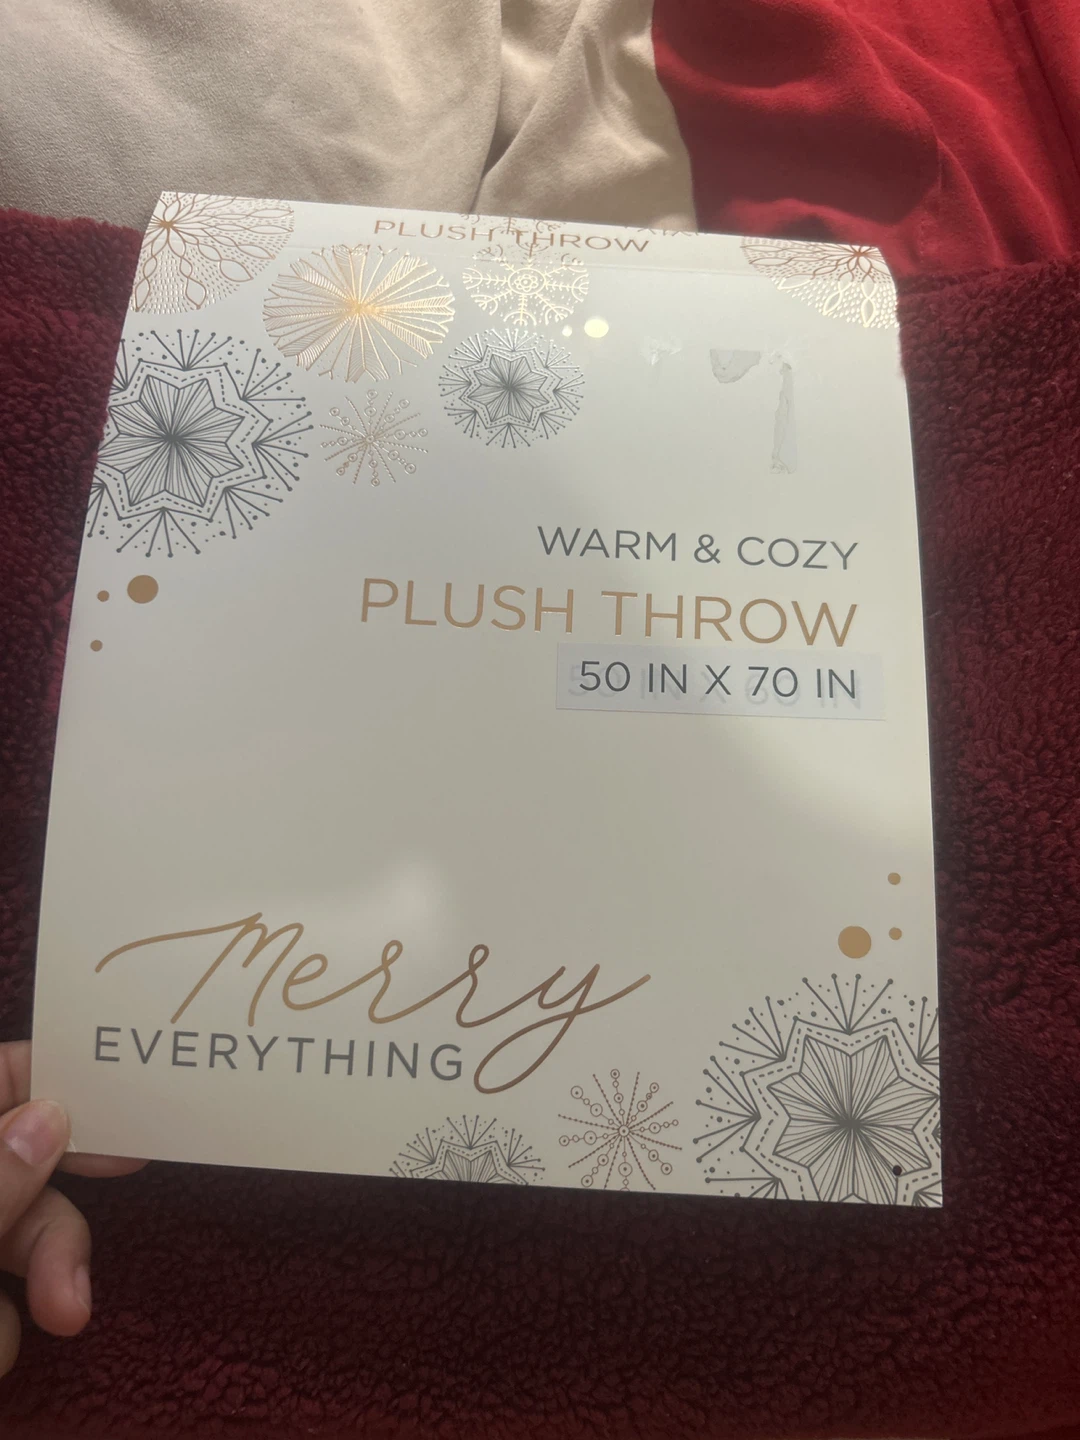 PLUSH THROW
WARM & COZY
PLUSH THROW
50 IN X 70 IN
Merry
EVERYTHING